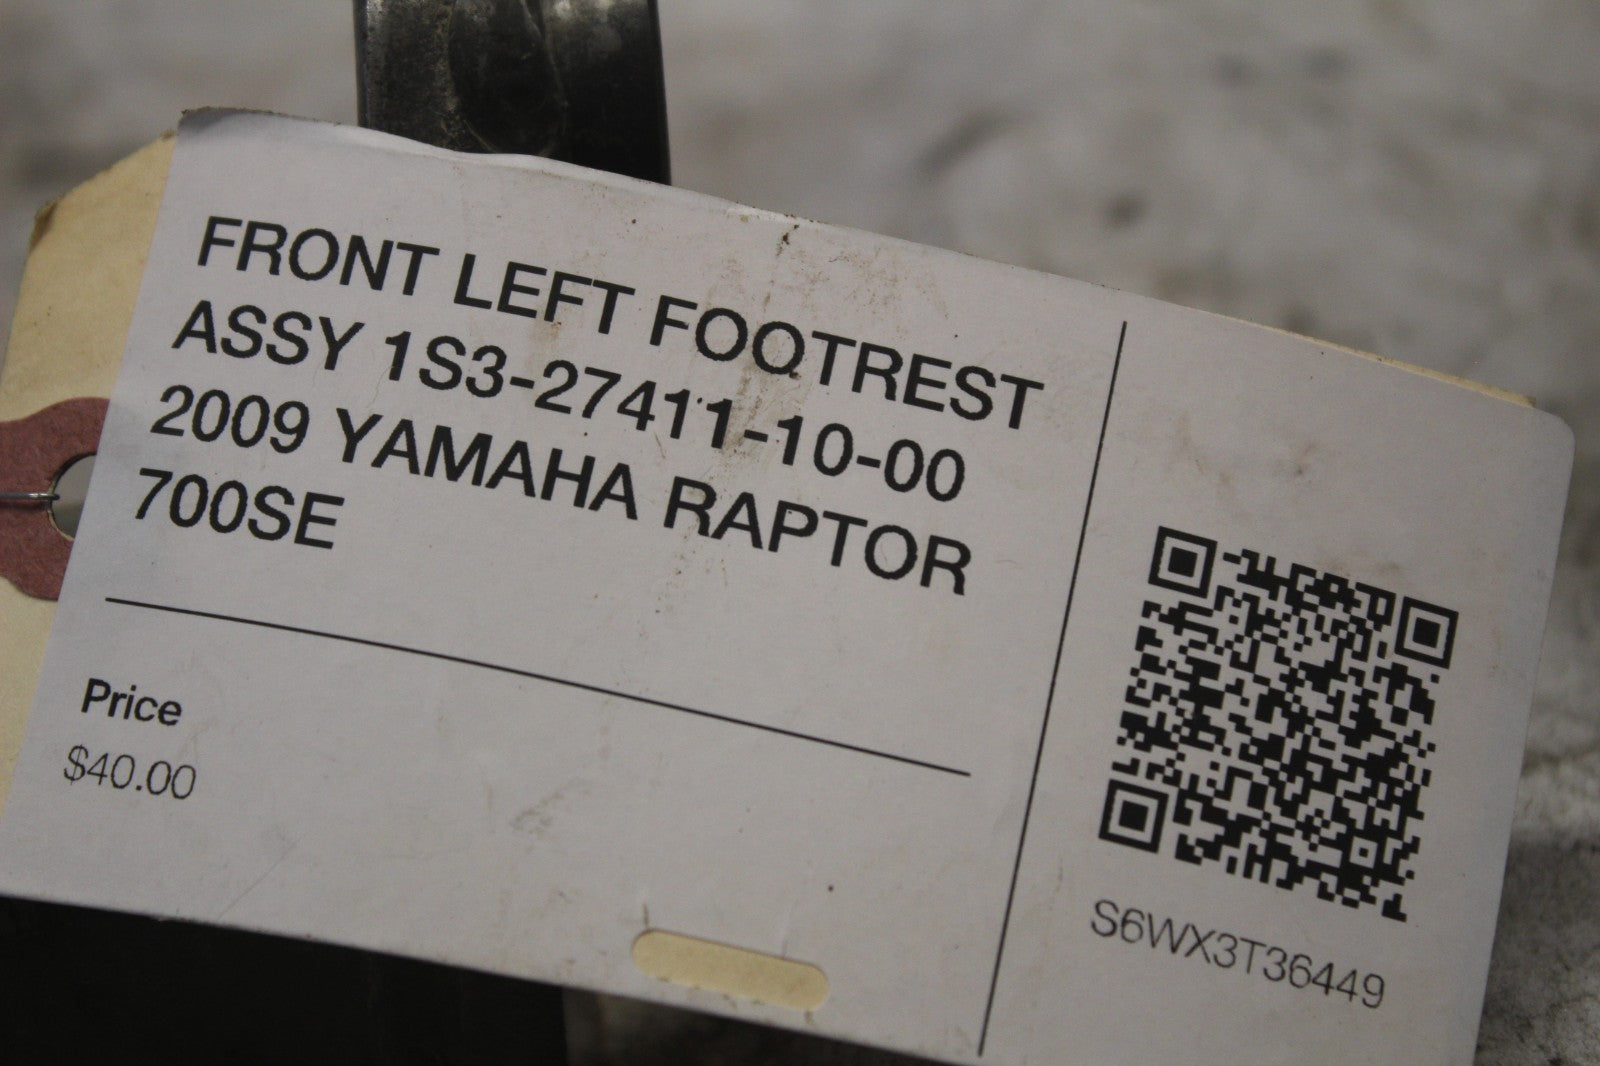 FRONT LEFT FOOTREST
ASSY 1S3-27411-10-00
2009 YAMAHA RAPTOR
700SE
Price
$40.00
S6WX3T36449